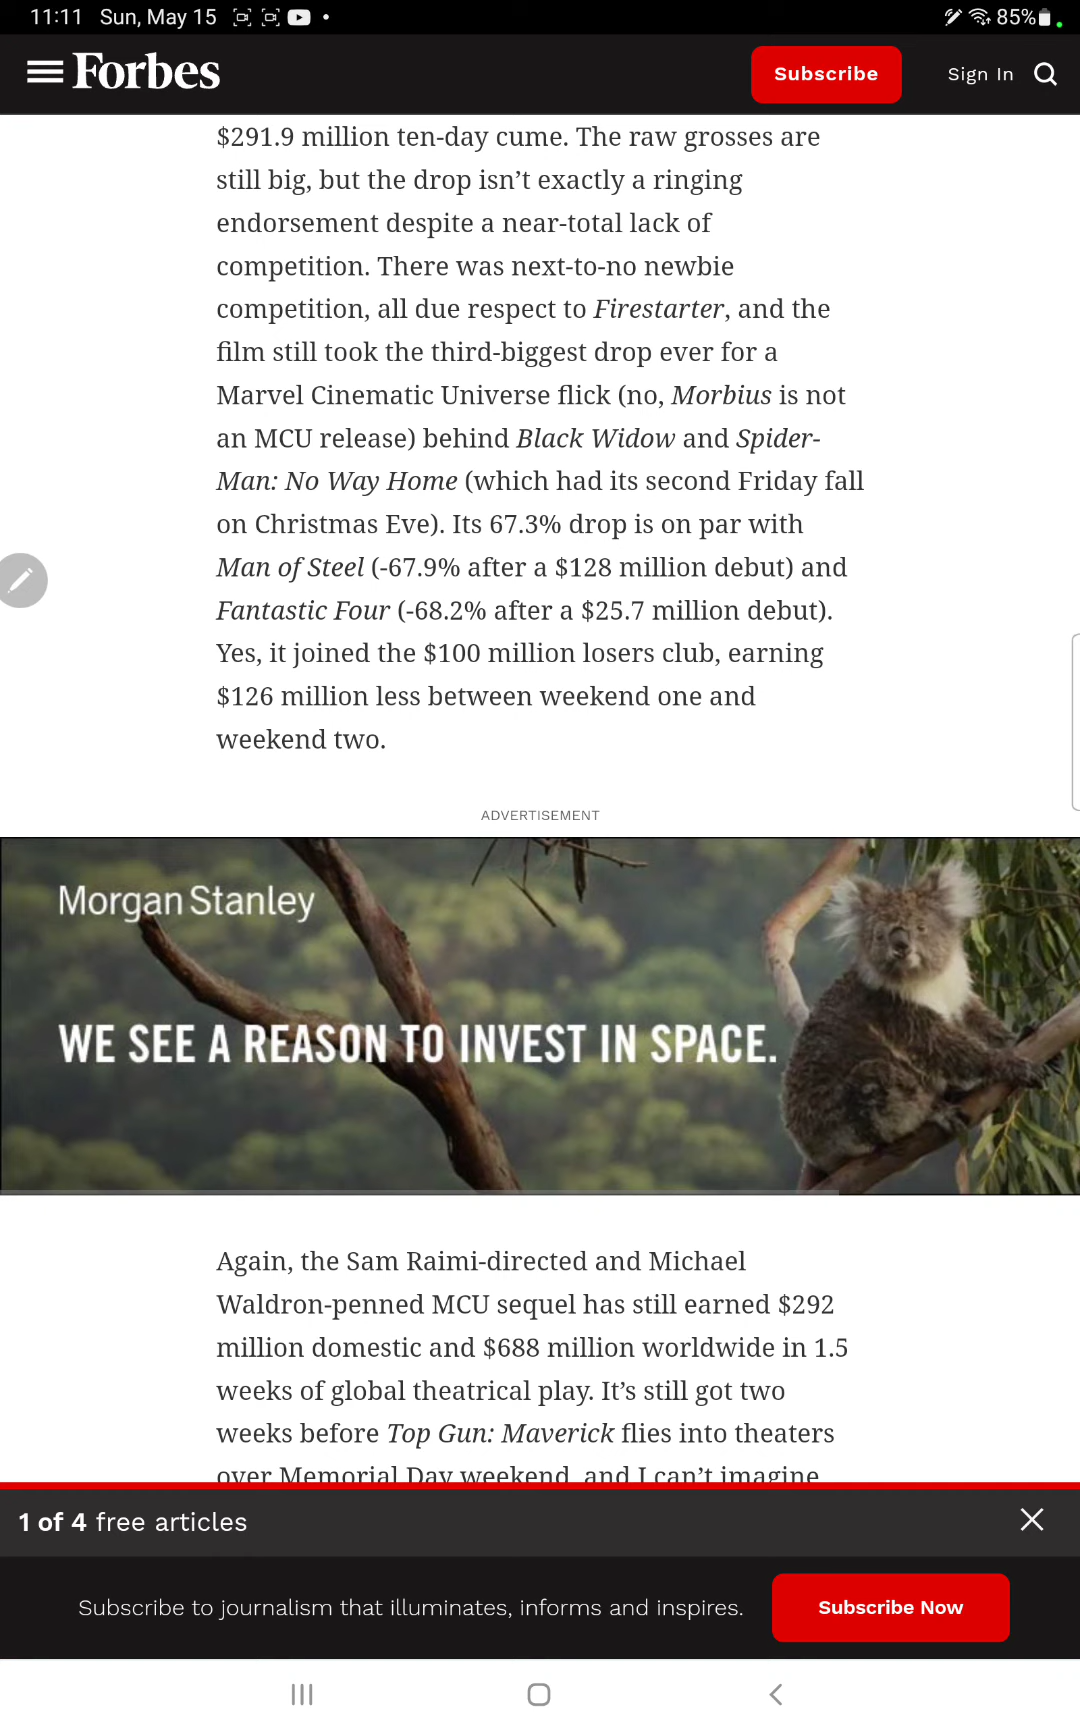 11:11 Sun, May 15
85%
Forbes
Subscribe
Sign In
$291.9 million ten-day cume. The raw grosses are
still big, but the drop isn’t exactly a ringing
endorsement despite a near-total lack of
competition. There was next-to-no newbie
competition, all due respect to Firestarter, and the
film still took the third-biggest drop ever for a
Marvel Cinematic Universe flick (no, Morbius is not
an MCU release) behind Black Widow and Spider-
Man: No Way Home (which had its second Friday fall
on Christmas Eve). Its 67.3% drop is on par with
Man of Steel (-67.9% after a $128 million debut) and
Fantastic Four (-68.2% after a $25.7 million debut).
Yes, it joined the $100 million losers club, earning
$126 million less between weekend one and
weekend two.
ADVERTISEMENT
Morgan Stanley
WE SEE A REASON TO INVEST IN SPACE.
Again, the Sam Raimi-directed and Michael
Waldron-penned MCU sequel has still earned $292
million domestic and $688 million worldwide in 1.5
weeks of global theatrical play. It’s still got two
weeks before Top Gun: Maverick flies into theaters
over Memorial Day weekend, and I can’t imagine
1 of 4 free articles
Subscribe to journalism that illuminates, informs and inspires.
Subscribe Now